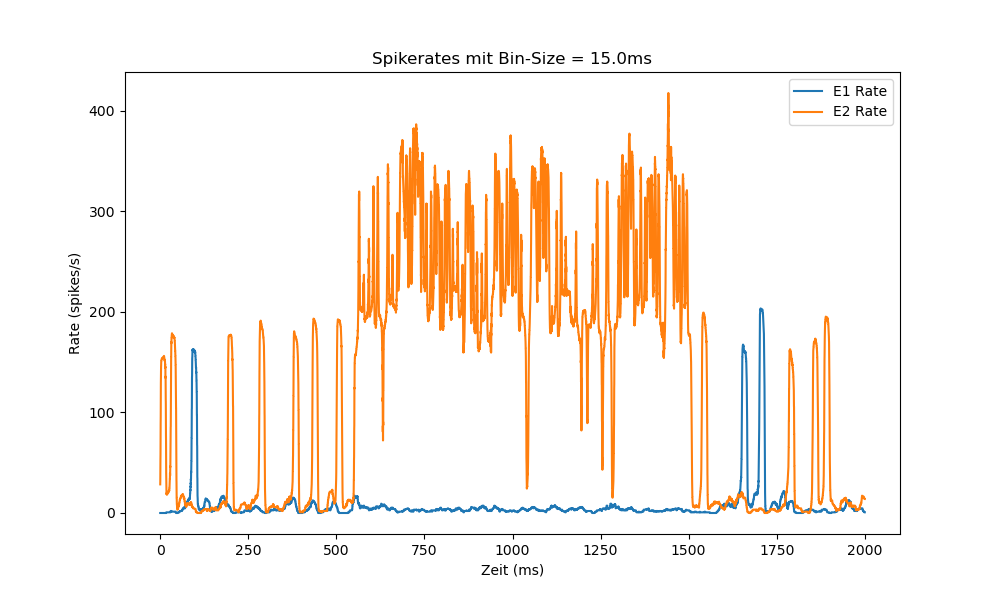 Spikerates mit Bin-Size = 15.0ms
E1 Rate
E2 Rate
Rate (spikes/s)
400
300
200
100
0
0 250 500 750 1000 1250 1500 1750 2000
Zeit (ms)